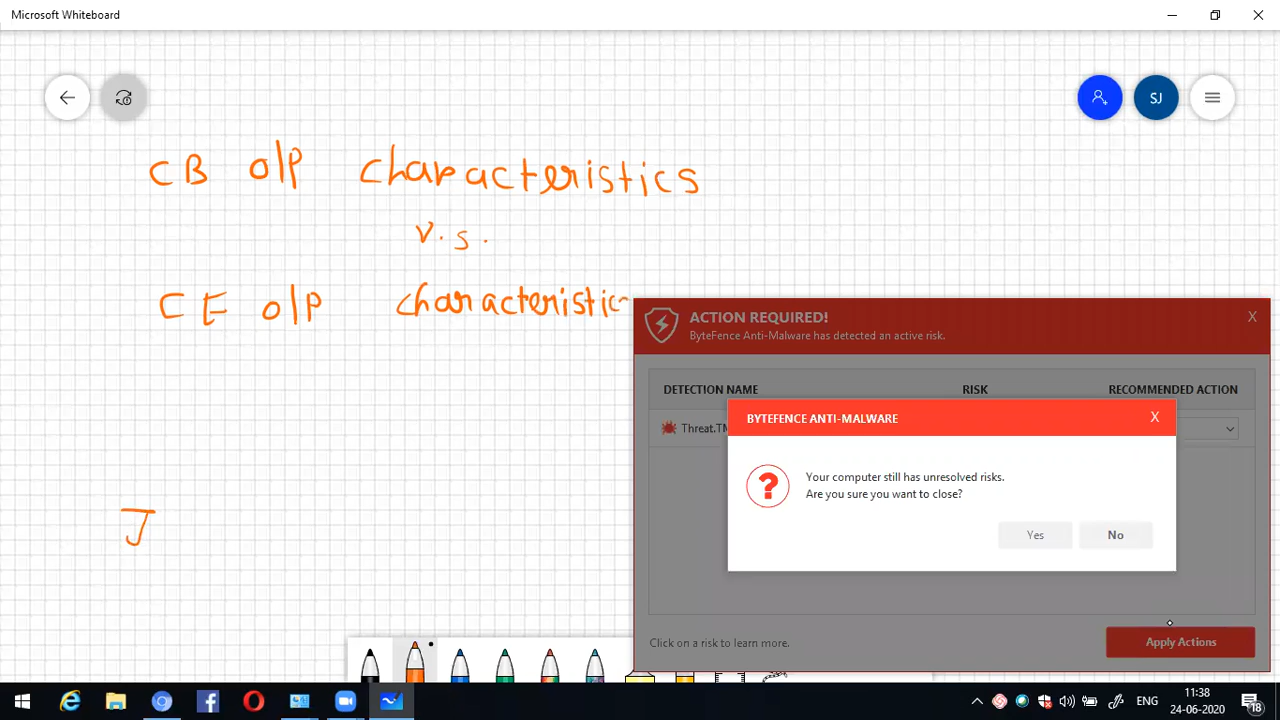 Microsoft Whiteboard
SJ
CB o/p characteristics
v.s.
CE o/p characteristic
ACTION REQUIRED!
X
ByteFence Anti-Malware has detected an active risk.
DETECTION NAME RISK RECOMMENDED ACTION
BYTEFENCE ANTI-MALWARE X
Threat.TM
?
Your computer still has unresolved risks.
Are you sure you want to close?
Yes No
J
Click on a risk to learn more.
Apply Actions
ENG
11:38
24-06-2020
18